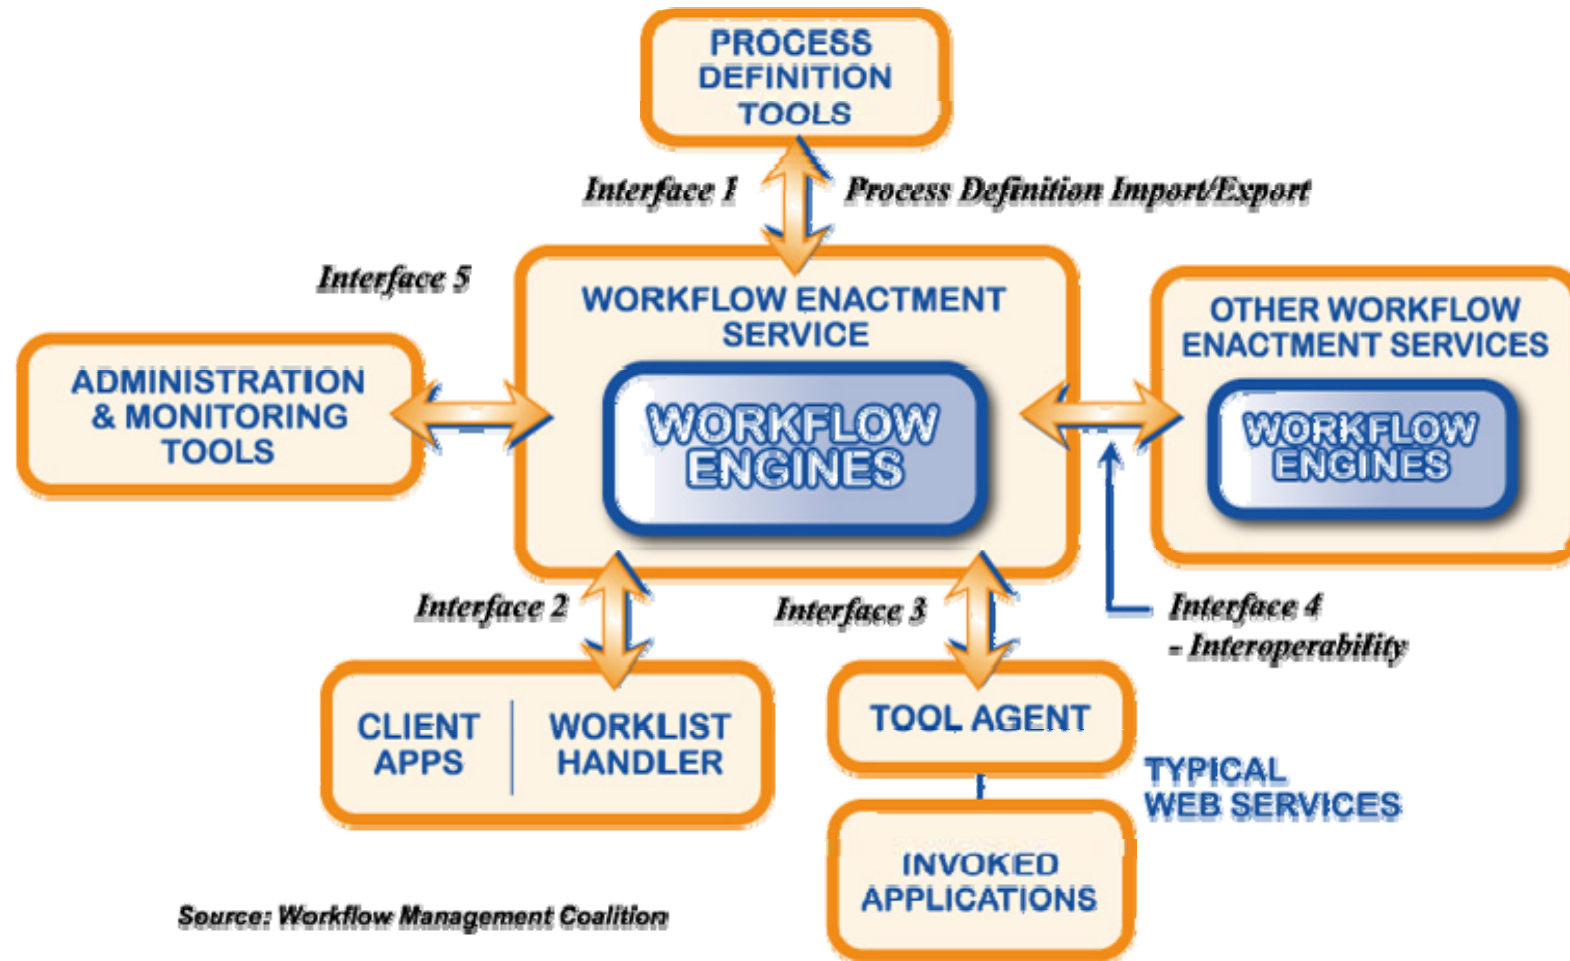 PROCESS
DEFINITION
TOOLS
Interface 1
Process Definition Import/Export
Interface 5
WORKFLOW ENACTMENT
SERVICE
WORKFLOW
ENGINES
OTHER WORKFLOW
ENACTMENT SERVICES
WORKFLOW
ENGINES
ADMINISTRATION
& MONITORING
TOOLS
Interface 2
Interface 3
Interface 4
- Interoperability
CLIENT
APPS
WORKLIST
HANDLER
TOOL AGENT
TYPICAL
WEB SERVICES
INVOKED
APPLICATIONS
Source: Workflow Management Coalition